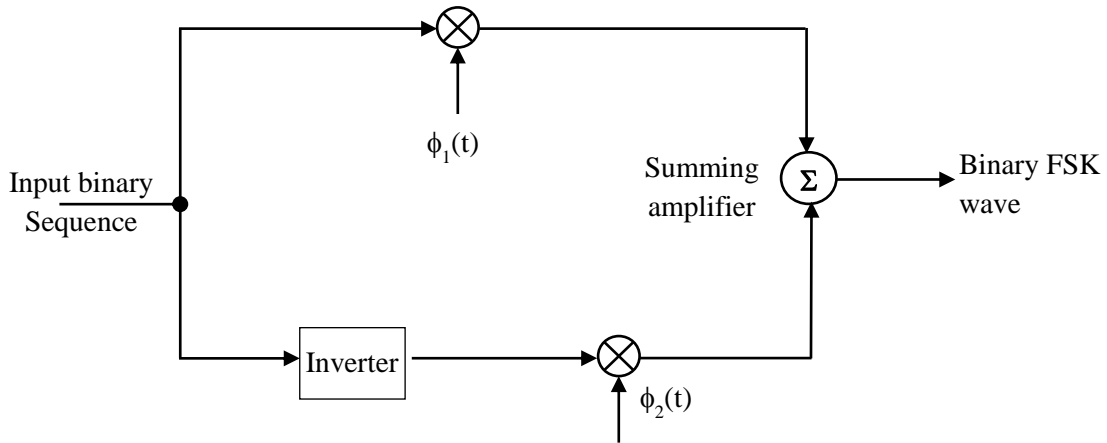 ϕ₁(t)
Input binary
Sequence
Summing
amplifier
Σ
Binary FSK
wave
Inverter
ϕ₂(t)